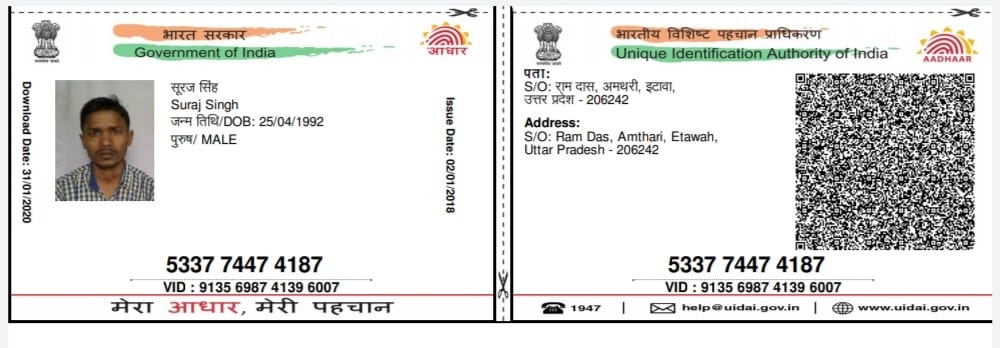 भारत सरकार
Government of India
आधार
Download Date: 31/01/2020
सूरज सिंह
Suraj Singh
जन्म तिथि/DOB: 25/04/1992
पुरुष/ MALE
Issue Date: 02/01/2018
5337 7447 4187
VID : 9135 6987 4139 6007
मेरा आधार, मेरी पहचान
भारतीय विशिष्ट पहचान प्राधिकरण
Unique Identification Authority of India
AADHAAR
पता:
S/O: राम दास, अमथरी, इटावा,
उत्तर प्रदेश - 206242
Address:
S/O: Ram Das, Amthari, Etawah,
Uttar Pradesh - 206242
5337 7447 4187
VID : 9135 6987 4139 6007
1947 | help@uidai.gov.in | www.uidai.gov.in